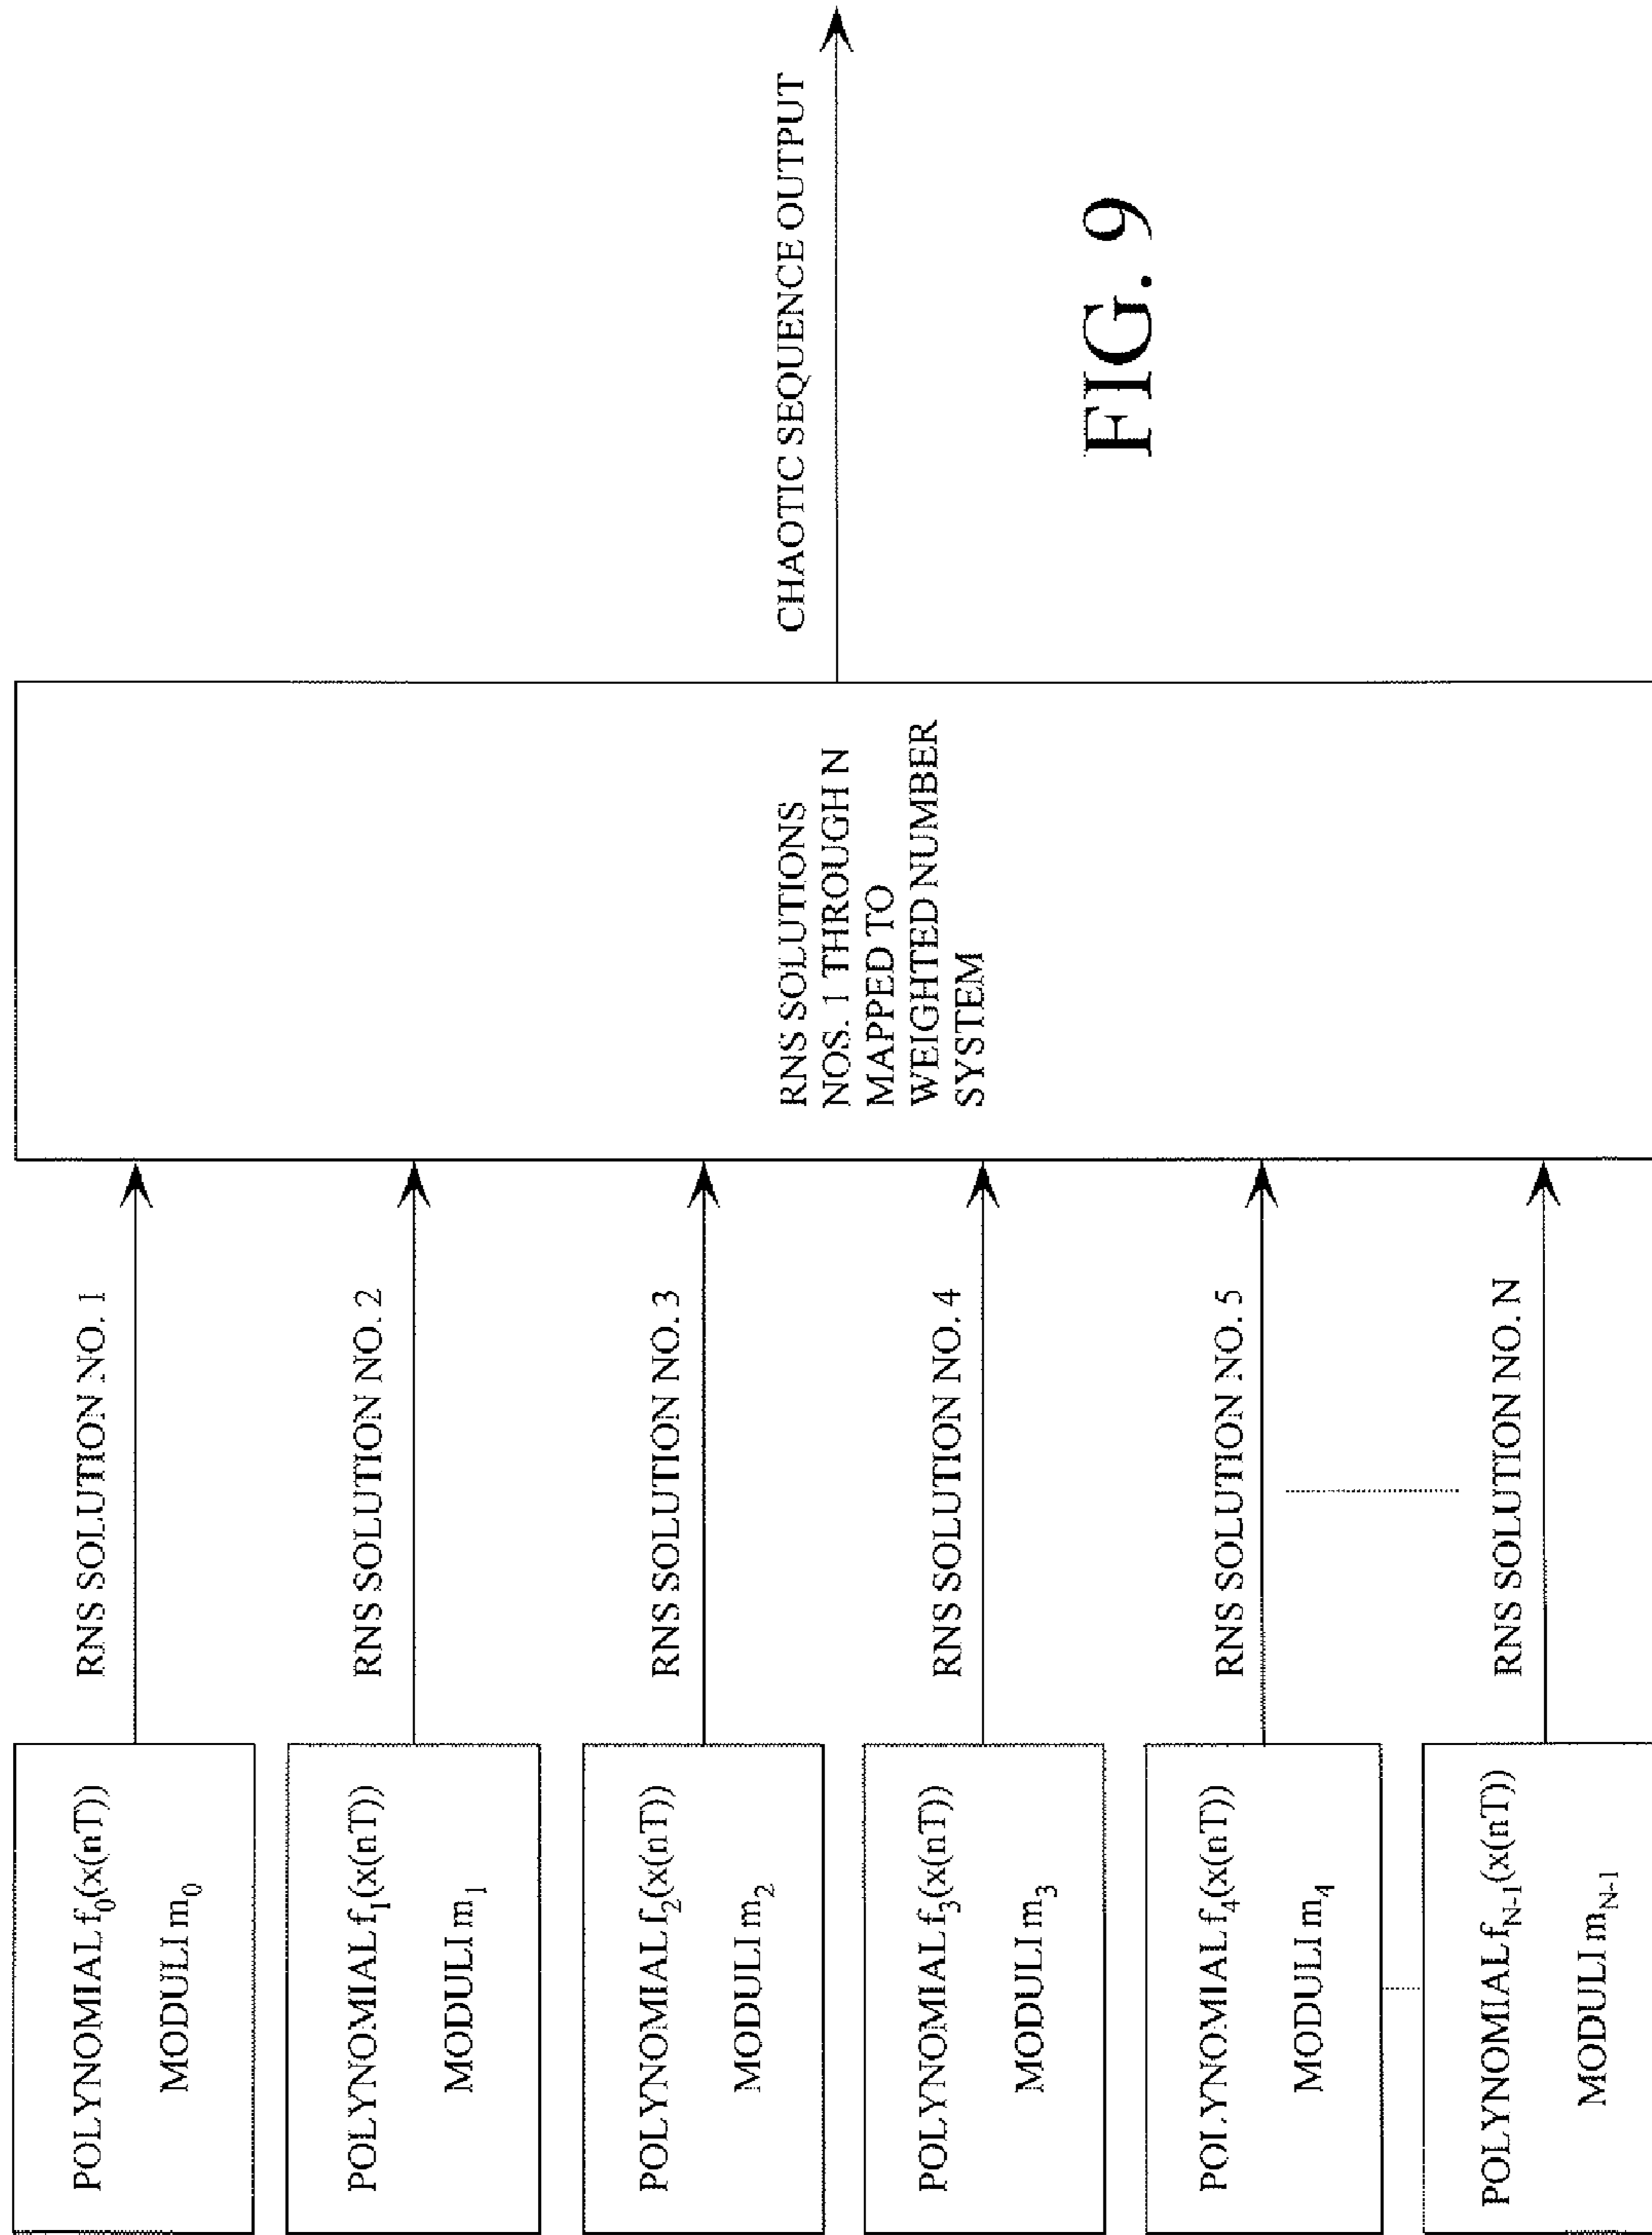 POLYNOMIAL f0(x(nT))
MODULI m0
RNS SOLUTION NO. 1
POLYNOMIAL f1(x(nT))
MODULI m1
RNS SOLUTION NO. 2
POLYNOMIAL f2(x(nT))
MODULI m2
RNS SOLUTION NO. 3
POLYNOMIAL f3(x(nT))
MODULI m3
RNS SOLUTION NO. 4
POLYNOMIAL f4(x(nT))
MODULI m4
RNS SOLUTION NO. 5
POLYNOMIAL fN-1(x(nT))
MODULI mN-1
RNS SOLUTION NO. N
RNS SOLUTIONS
NOS. 1 THROUGH N
MAPPED TO
WEIGHTED NUMBER
SYSTEM
CHAOTIC SEQUENCE OUTPUT
FIG. 9